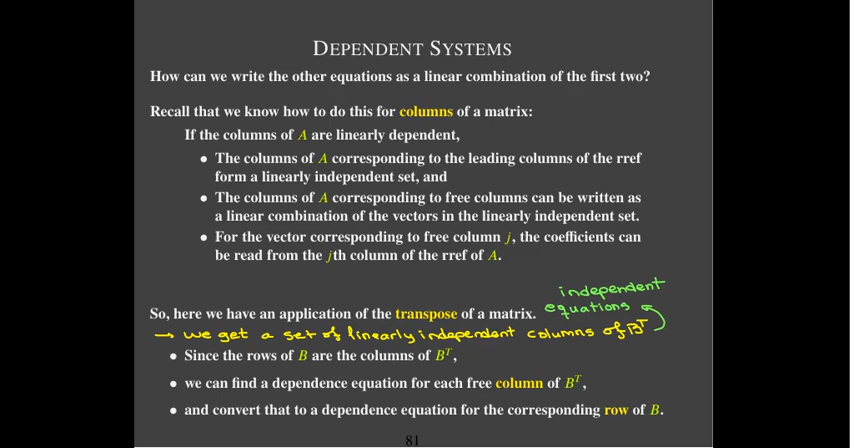 DEPENDENT SYSTEMS
How can we write the other equations as a linear combination of the first two?
Recall that we know how to do this for columns of a matrix:
If the columns of A are linearly dependent,
• The columns of A corresponding to the leading columns of the rref
form a linearly independent set, and
• The columns of A corresponding to free columns can be written as
a linear combination of the vectors in the linearly independent set.
• For the vector corresponding to free column j, the coefficients can
be read from the jth column of the rref of A.
independent
equations
So, here we have an application of the transpose of a matrix.
→ we get a set of linearly independent columns of Bᵀ
• Since the rows of B are the columns of Bᵀ,
• we can find a dependence equation for each free column of Bᵀ,
• and convert that to a dependence equation for the corresponding row of B.
81